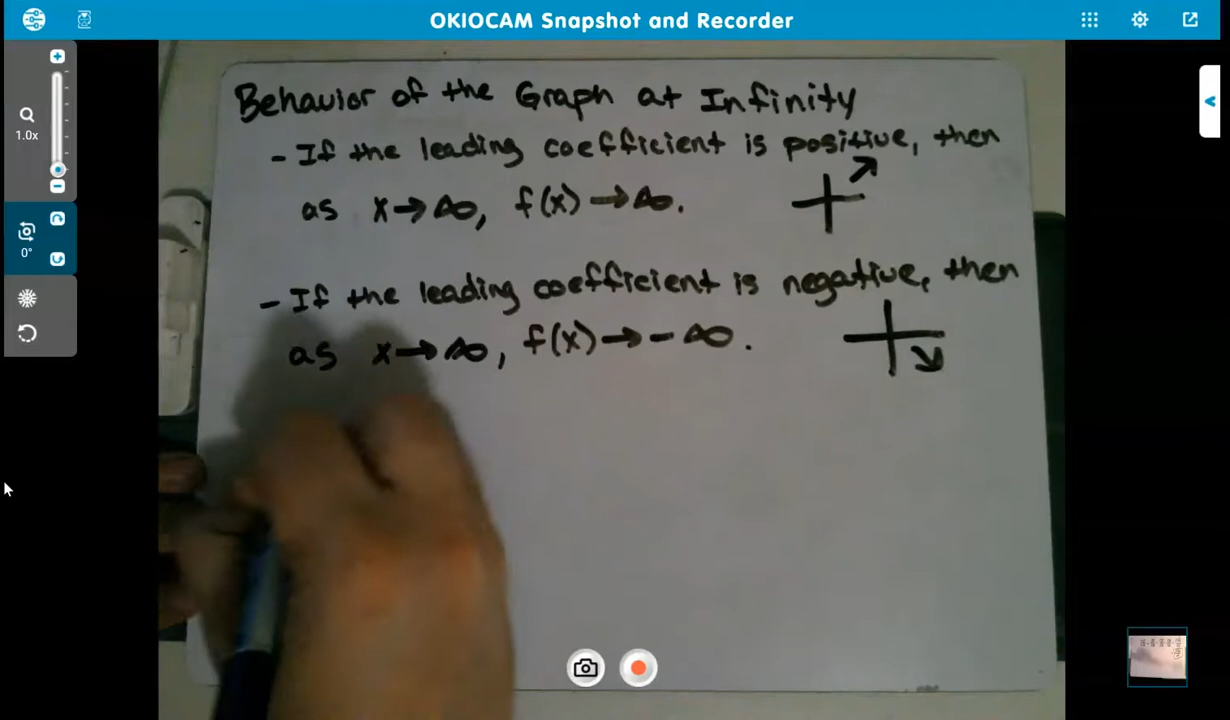 OKIOCAM Snapshot and Recorder
1.0x
0°
Behavior of the Graph at Infinity
- If the leading coefficient is positive, then
as x→∞, f(x)→∞.
- If the leading coefficient is negative, then
as x→∞, f(x)→-∞.